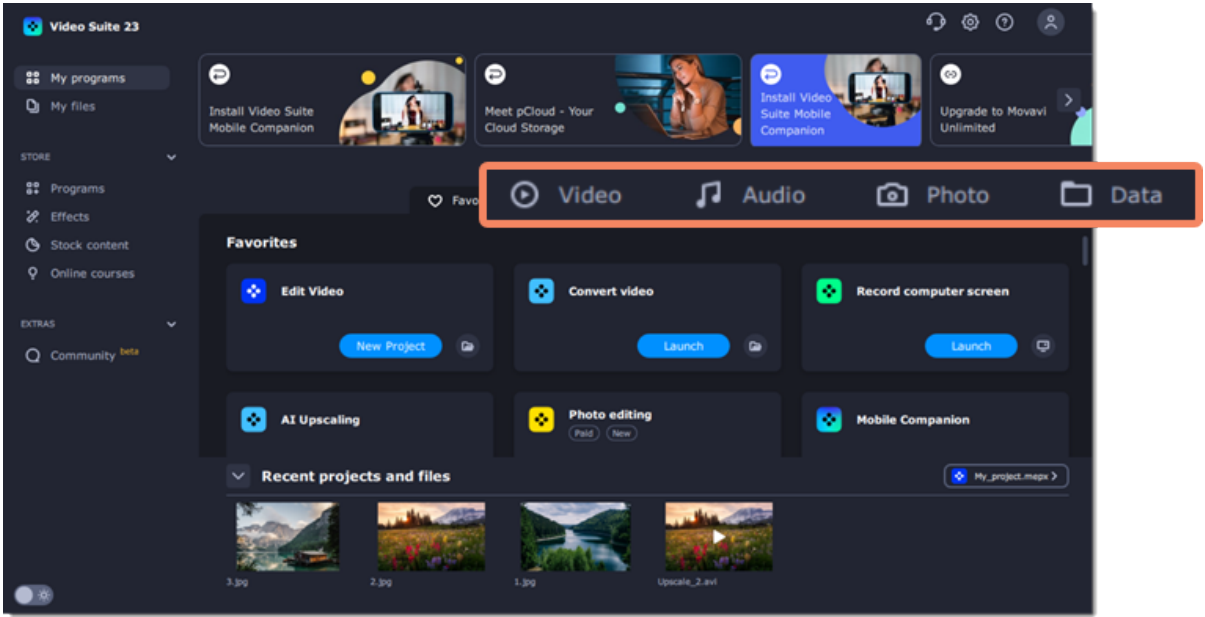 Video Suite 23
My programs
My files
STORE
Programs
Effects
Stock content
Online courses
EXTRAS
Community beta
Install Video Suite
Mobile Companion
Meet pCloud - Your
Cloud Storage
Install Video
Suite Mobile
Companion
Upgrade to Movavi
Unlimited
Favo
Video
Audio
Photo
Data
Favorites
Edit Video
New Project
Convert video
Launch
Record computer screen
Launch
AI Upscaling
Photo editing
Paid New
Mobile Companion
Recent projects and files
My_project.mepx
3.jpg
2.jpg
1.jpg
Upscale_2.avi